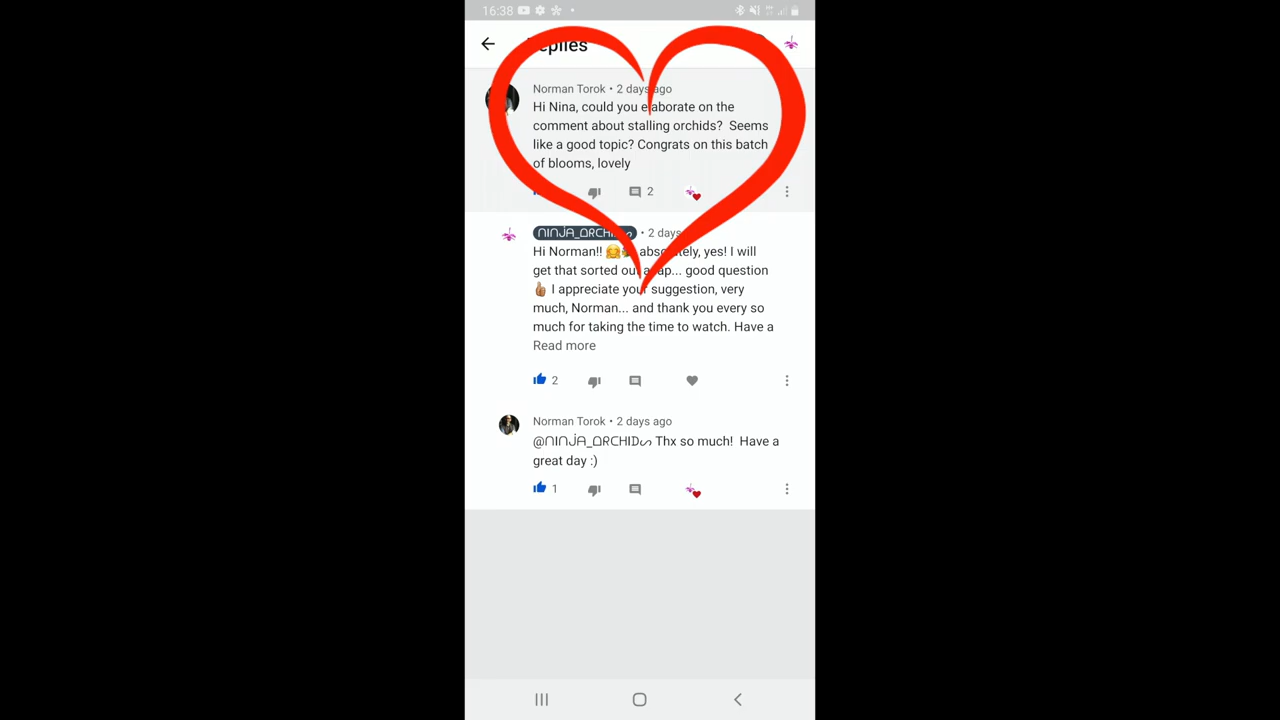 16:38
Replies
Norman Torok • 2 days ago
Hi Nina, could you elaborate on the
comment about stalling orchids?  Seems
like a good topic? Congrats on this batch
of blooms, lovely
2
ᑎIᑎᒍᗩ_ᗝᖇᑕᕼIᗪᔕ • 2 days
Hi Norman!! 🤗 absolutely, yes! I will
get that sorted out asap... good question
👍🏼 I appreciate your suggestion, very
much, Norman... and thank you every so
much for taking the time to watch. Have a
Read more
2
Norman Torok • 2 days ago
@ᑎIᑎᒍᗩ_ᗝᖇᑕᕼIᗪᔕ Thx so much!  Have a
great day :)
1